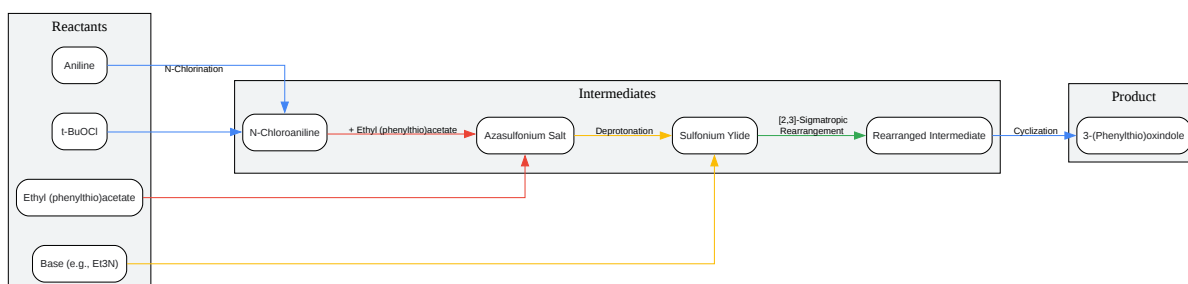 Reactants
Aniline
t-BuOCl
Ethyl (phenylthio)acetate
Base (e.g., Et3N)
N-Chlorination
Intermediates
N-Chloroaniline
+ Ethyl (phenylthio)acetate
Azasulfonium Salt
Deprotonation
Sulfonium Ylide
[2,3]-Sigmatropic
Rearrangement
Rearranged Intermediate
Cyclization
Product
3-(Phenylthio)oxindole